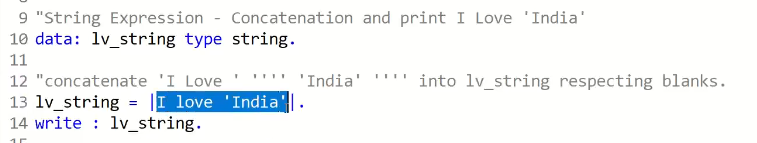 9 "String Expression - Concatenation and print I Love 'India'
10 data: lv_string type string.
11
12 "concatenate 'I Love ' '''' 'India' '''' into lv_string respecting blanks.
13 lv_string = |I love 'India'|.
14 write : lv_string.